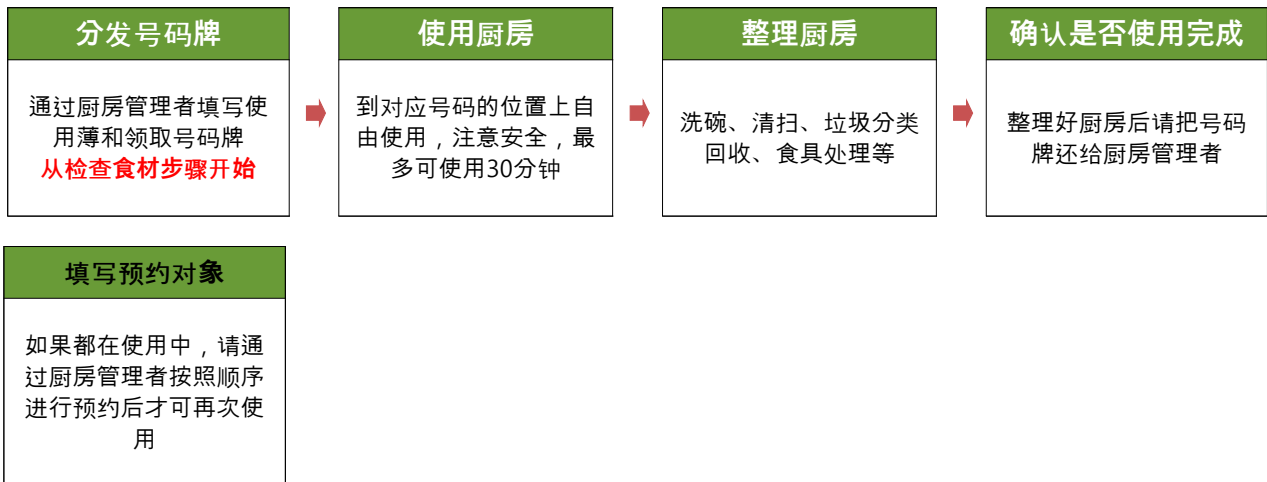 分发号码牌
通过厨房管理者填写使
用薄和领取号码牌
从检查食材步骤开始
使用厨房
到对应号码的位置上自
由使用，注意安全，最
多可使用30分钟
整理厨房
洗碗、清扫、垃圾分类
回收、食具处理等
确认是否使用完成
整理好厨房后请把号码
牌还给厨房管理者
填写预约对象
如果都在使用中，请通
过厨房管理者按照顺序
进行预约后才可再次使
用